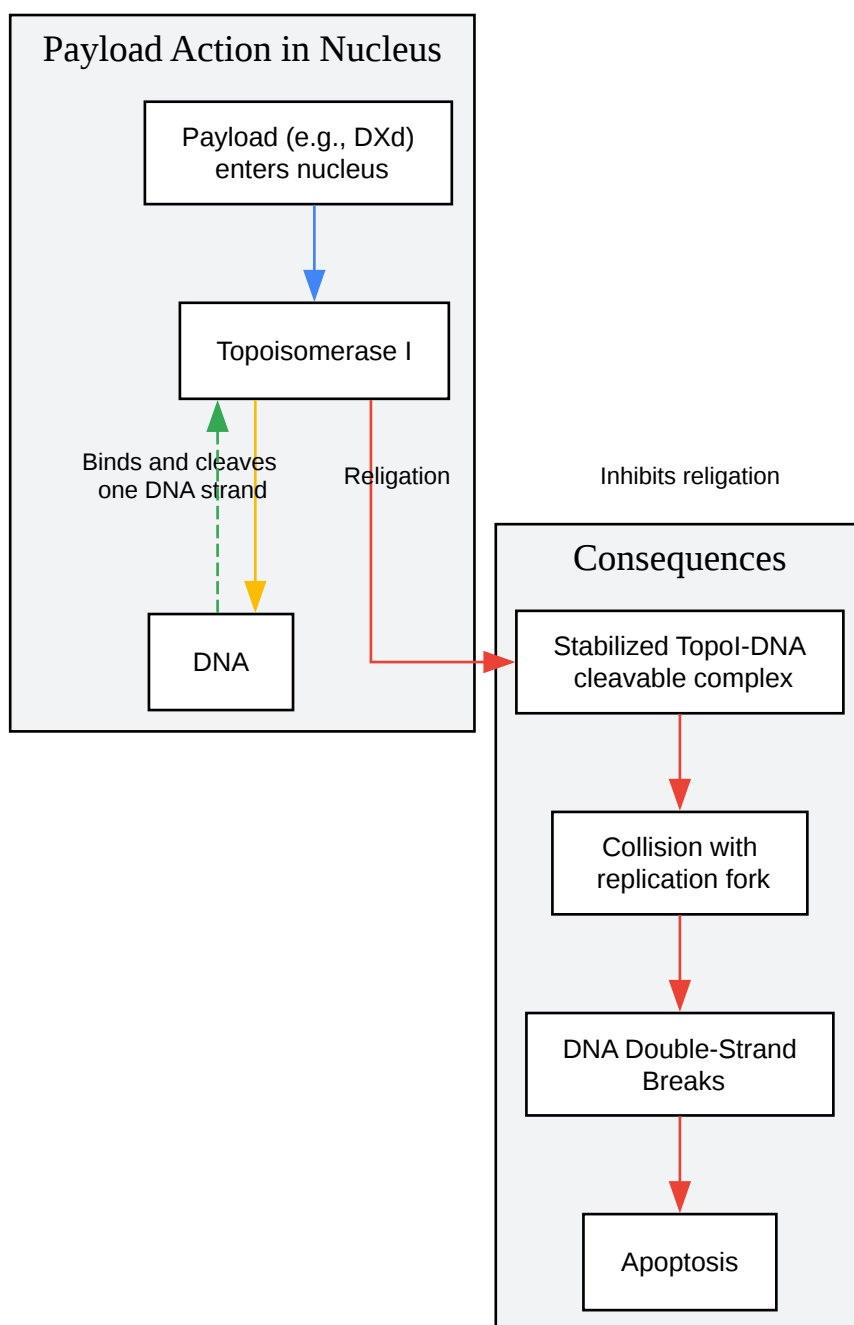 Payload Action in Nucleus
Payload (e.g., DXd)
enters nucleus
Topoisomerase I
Binds and cleaves
one DNA strand
Religation
Inhibits religation
DNA
Consequences
Stabilized TopoI-DNA
cleavable complex
Collision with
replication fork
DNA Double-Strand
Breaks
Apoptosis